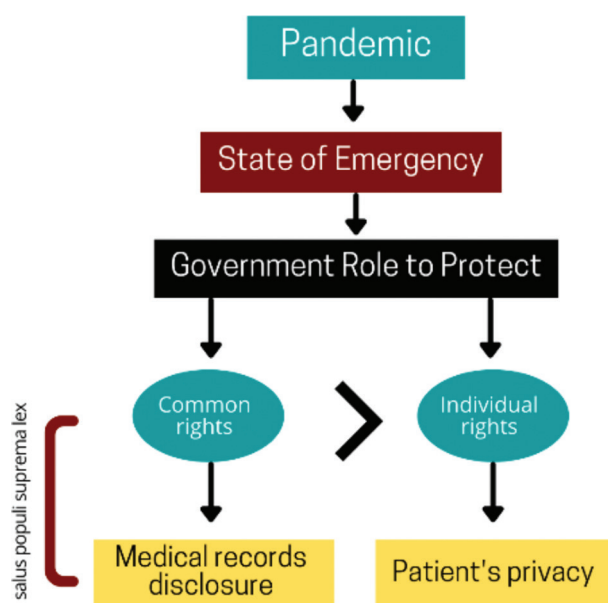 Pandemic
State of Emergency
Government Role to Protect
Common
rights
>
Individual
rights
salus populi suprema lex
Medical records
disclosure
Patient's privacy